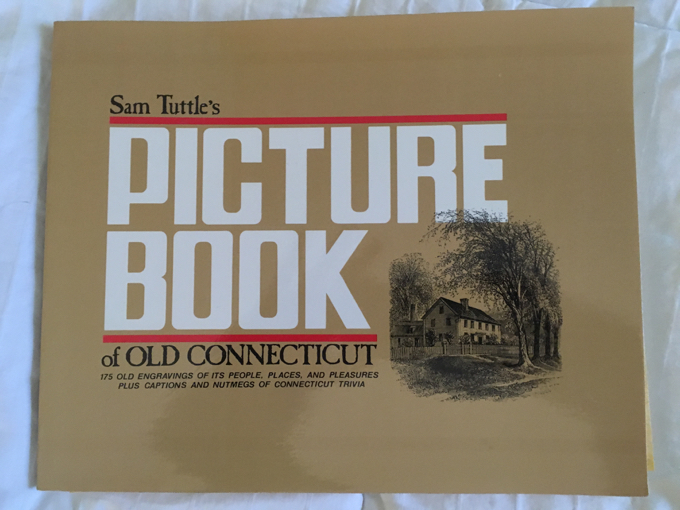 Sam Tuttle's
PICTURE
BOOK
of OLD CONNECTICUT
175 OLD ENGRAVINGS OF ITS PEOPLE, PLACES, AND PLEASURES
PLUS CAPTIONS AND NUTMEGS OF CONNECTICUT TRIVIA